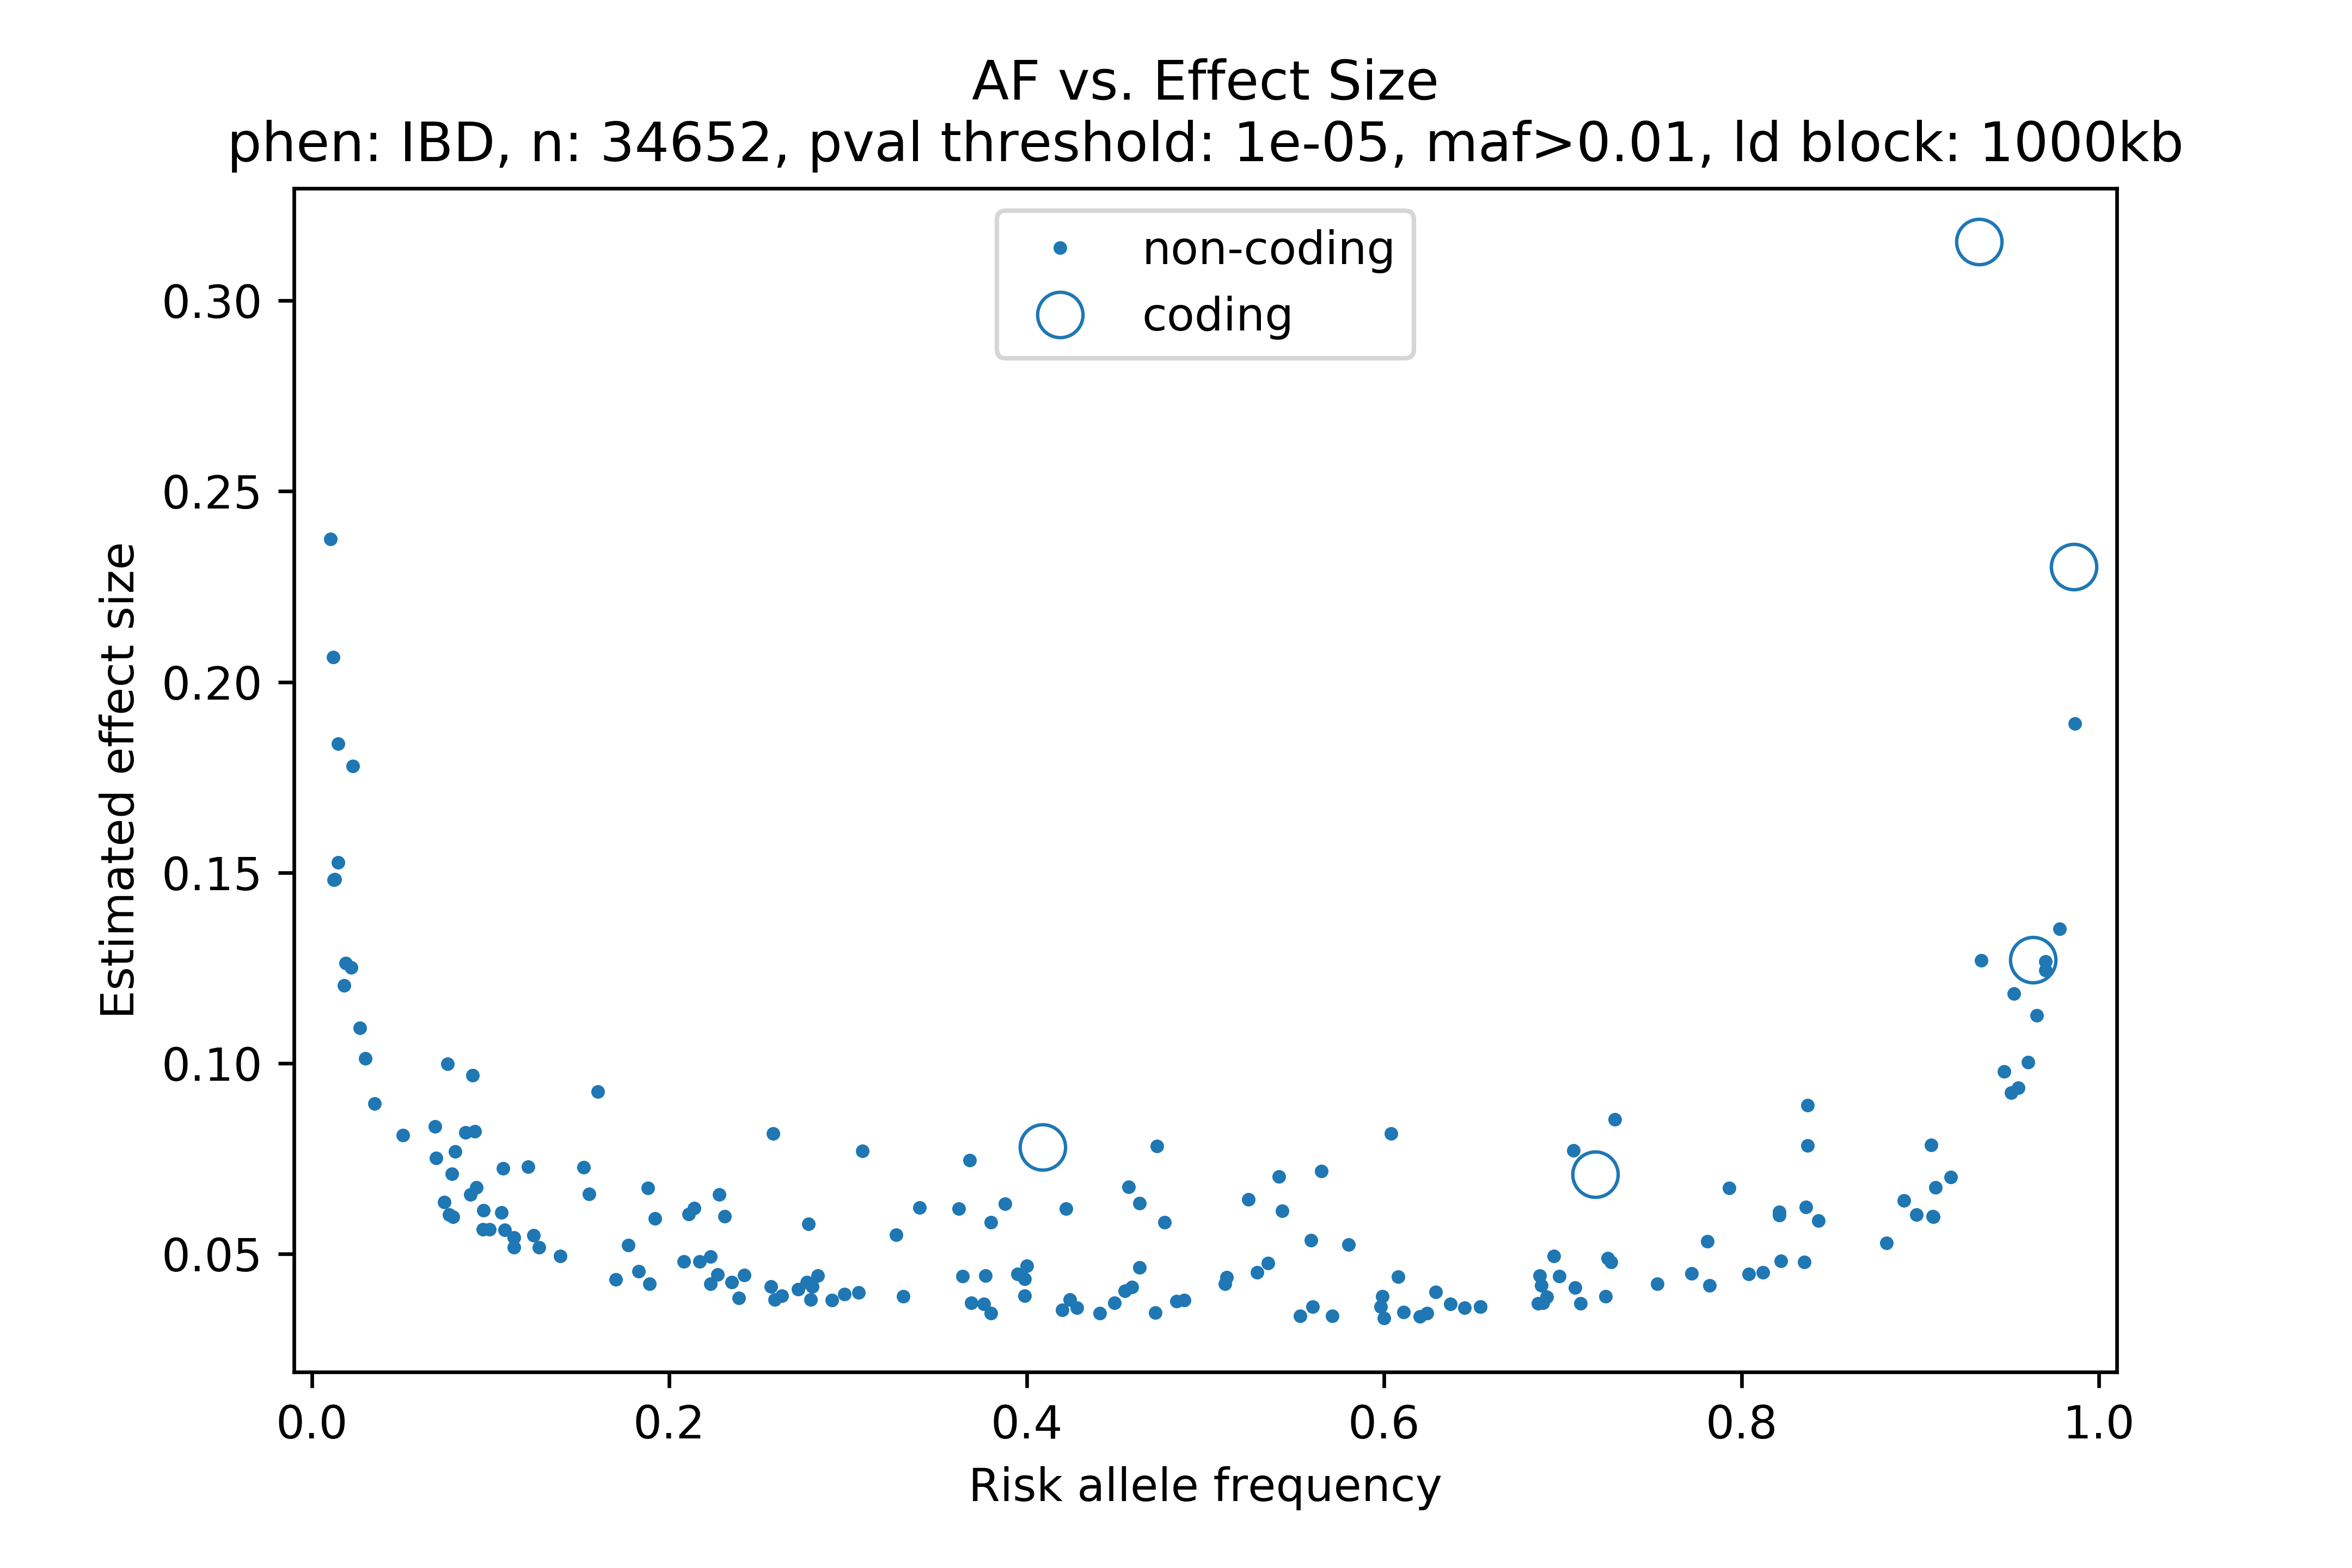 AF vs. Effect Size
phen: IBD, n: 34652, pval threshold: 1e-05, maf>0.01, ld block: 1000kb
non-coding
coding
0.30
0.25
0.20
0.15
0.10
0.05
Estimated effect size
0.0 0.2 0.4 0.6 0.8 1.0
Risk allele frequency